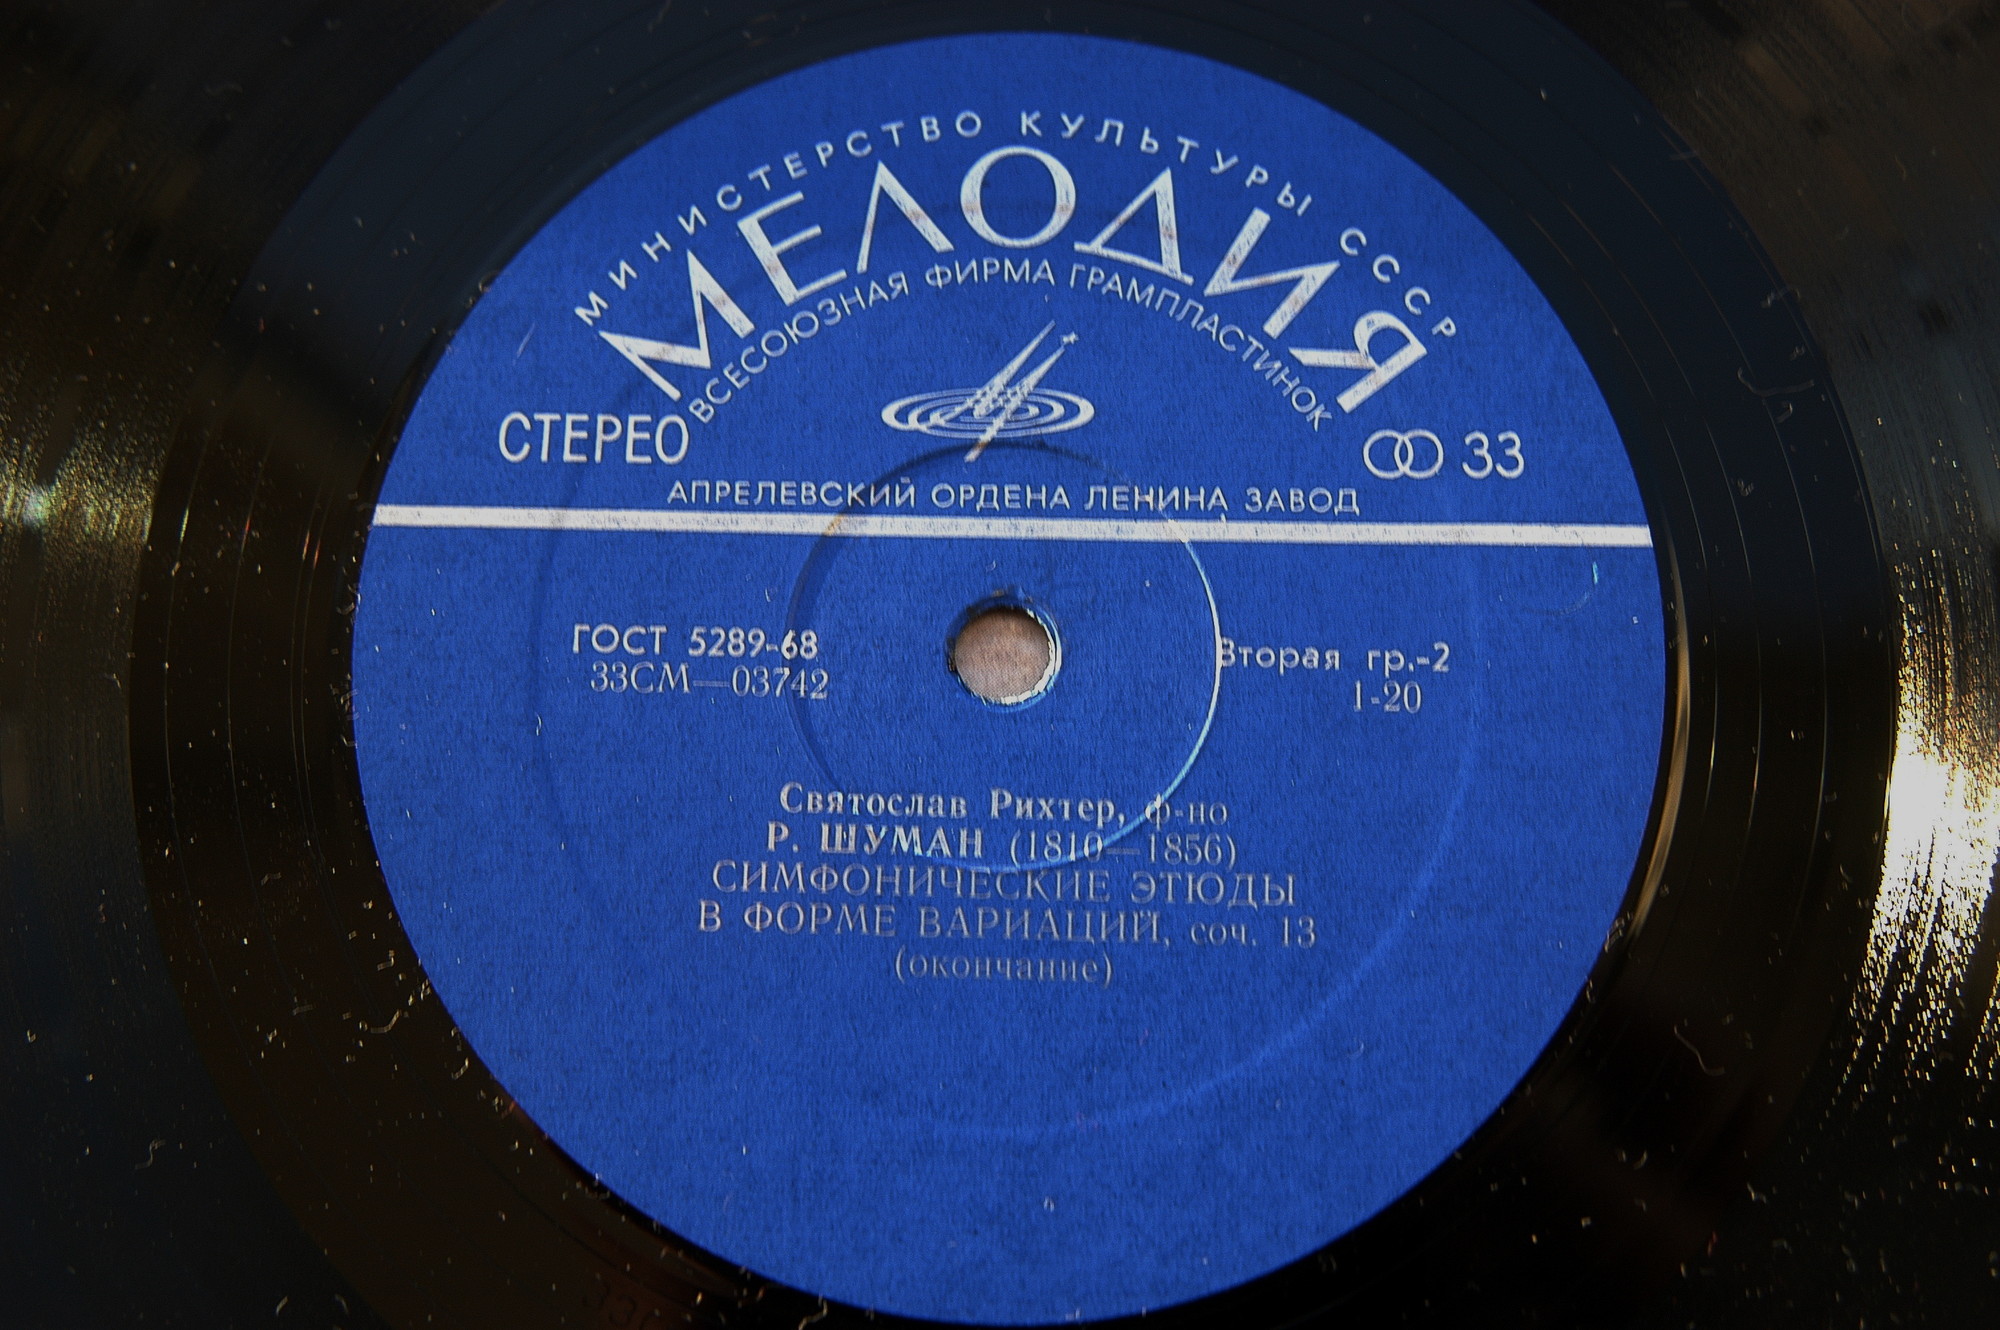 МИНИСТЕРСТВО КУЛЬТУРЫ СССР
МЕЛОДИЯ
ВСЕСОЮЗНАЯ ФИРМА ГРАМПЛАСТИНОК
СТЕРЕО
33
АПРЕЛЕВСКИЙ ОРДЕНА ЛЕНИНА ЗАВОД
ГОСТ 5289-68
Вторая гр.-2
33СМ—03742
1-20
Святослав Рихтер, ф-но
Р. ШУМАН (1810—1856)
СИМФОНИЧЕСКИЕ ЭТЮДЫ
В ФОРМЕ ВАРИАЦИЙ, соч. 13
(окончание)